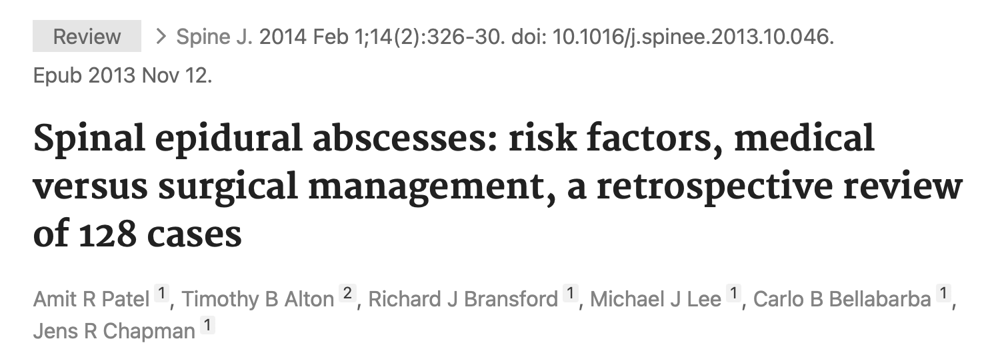 Review > Spine J. 2014 Feb 1;14(2):326-30. doi: 10.1016/j.spinee.2013.10.046.
Epub 2013 Nov 12.
Spinal epidural abscesses: risk factors, medical
versus surgical management, a retrospective review
of 128 cases
Amit R Patel 1, Timothy B Alton 2, Richard J Bransford 1, Michael J Lee 1, Carlo B Bellabarba 1,
Jens R Chapman 1